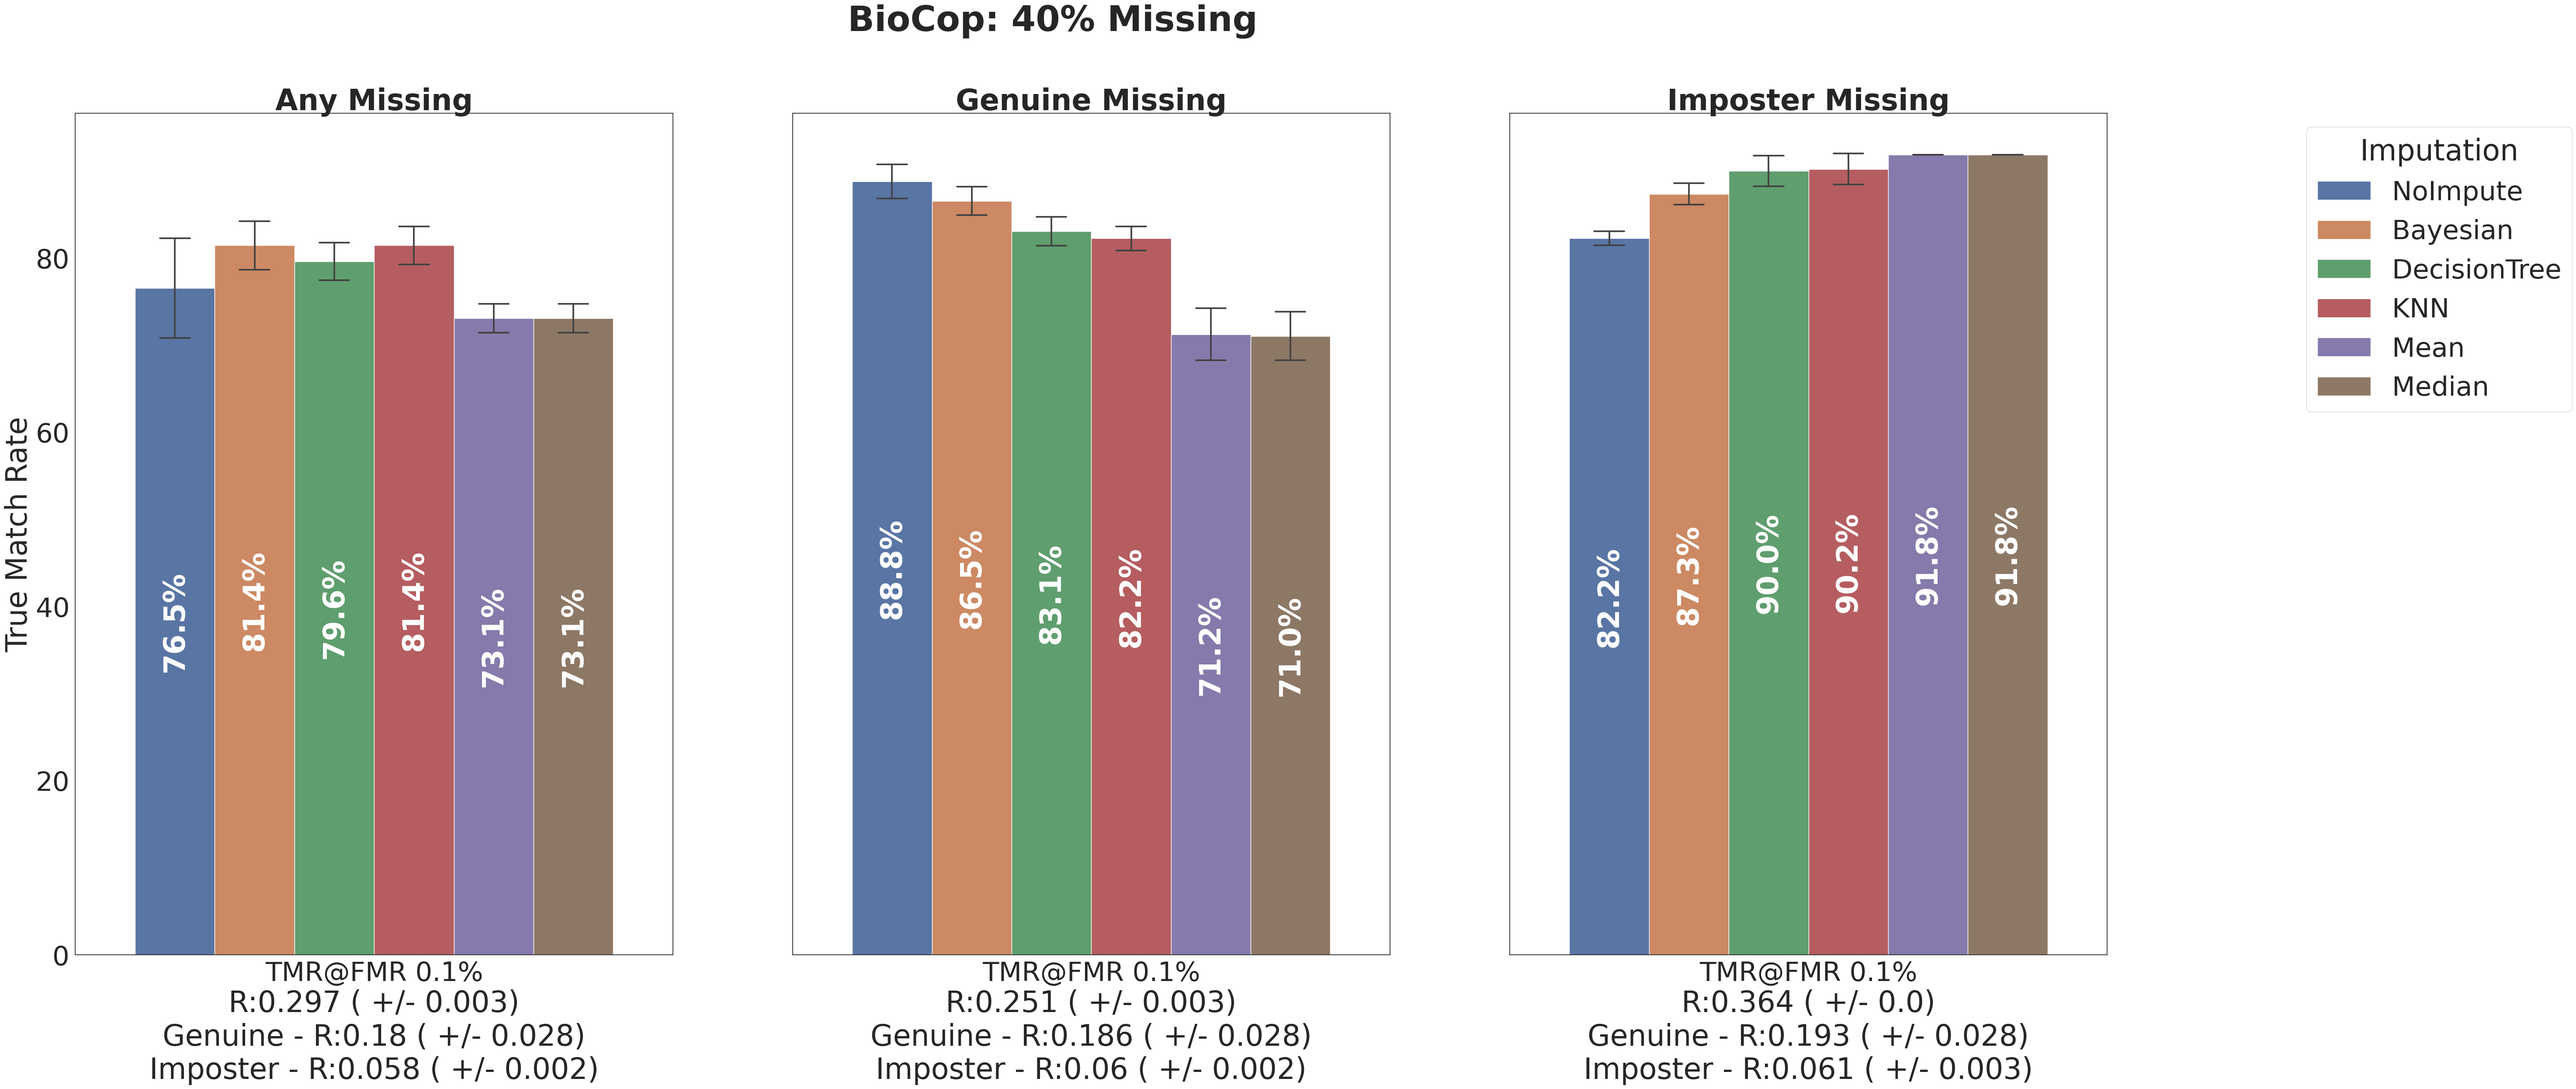 BioCop: 40% Missing
Any Missing
Genuine Missing
Imposter Missing
True Match Rate
80
60
40
20
0
76.5%
81.4%
79.6%
81.4%
73.1%
73.1%
88.8%
86.5%
83.1%
82.2%
71.2%
71.0%
82.2%
87.3%
90.0%
90.2%
91.8%
91.8%
TMR@FMR 0.1%
R:0.297 ( +/- 0.003)
Genuine - R:0.18 ( +/- 0.028)
Imposter - R:0.058 ( +/- 0.002)
TMR@FMR 0.1%
R:0.251 ( +/- 0.003)
Genuine - R:0.186 ( +/- 0.028)
Imposter - R:0.06 ( +/- 0.002)
TMR@FMR 0.1%
R:0.364 ( +/- 0.0)
Genuine - R:0.193 ( +/- 0.028)
Imposter - R:0.061 ( +/- 0.003)
Imputation
NoImpute
Bayesian
DecisionTree
KNN
Mean
Median